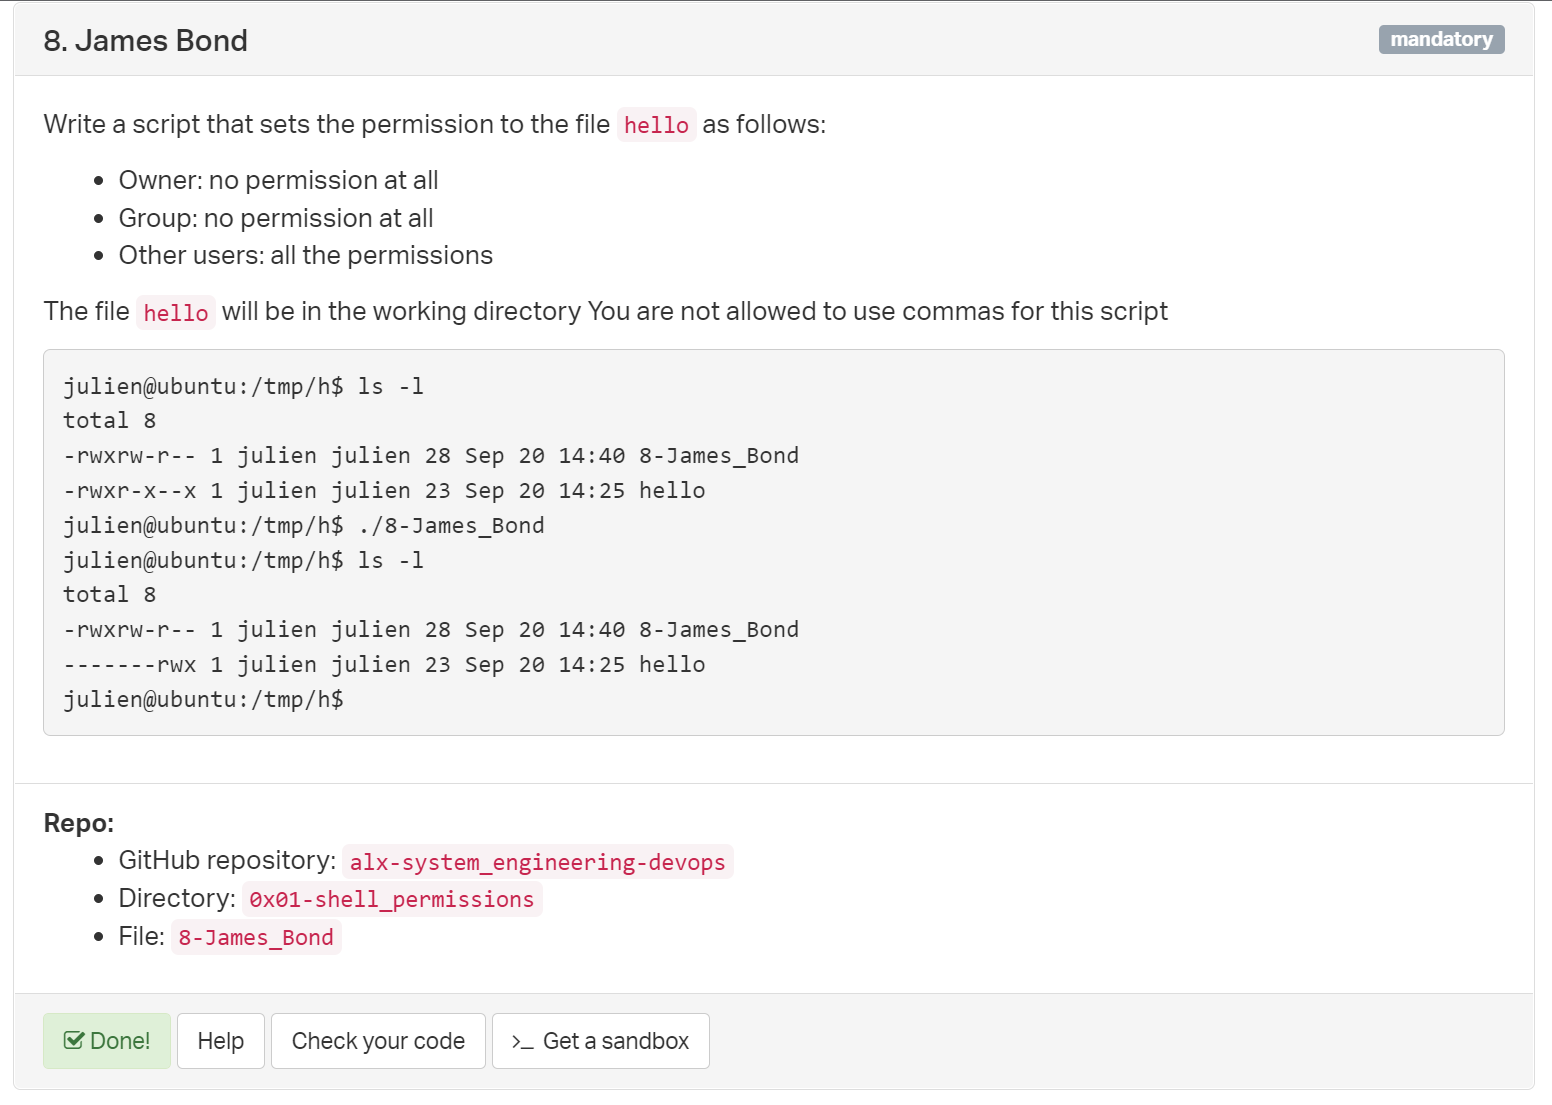 8. James Bond
mandatory
Write a script that sets the permission to the file hello as follows:
• Owner: no permission at all
• Group: no permission at all
• Other users: all the permissions
The file hello will be in the working directory You are not allowed to use commas for this script
julien@ubuntu:/tmp/h$ ls -l
total 8
-rwxrw-r-- 1 julien julien 28 Sep 20 14:40 8-James_Bond
-rwxr-x--x 1 julien julien 23 Sep 20 14:25 hello
julien@ubuntu:/tmp/h$ ./8-James_Bond
julien@ubuntu:/tmp/h$ ls -l
total 8
-rwxrw-r-- 1 julien julien 28 Sep 20 14:40 8-James_Bond
-------rwx 1 julien julien 23 Sep 20 14:25 hello
julien@ubuntu:/tmp/h$
Repo:
• GitHub repository: alx-system_engineering-devops
• Directory: 0x01-shell_permissions
• File: 8-James_Bond
Done!
Help
Check your code
>_ Get a sandbox